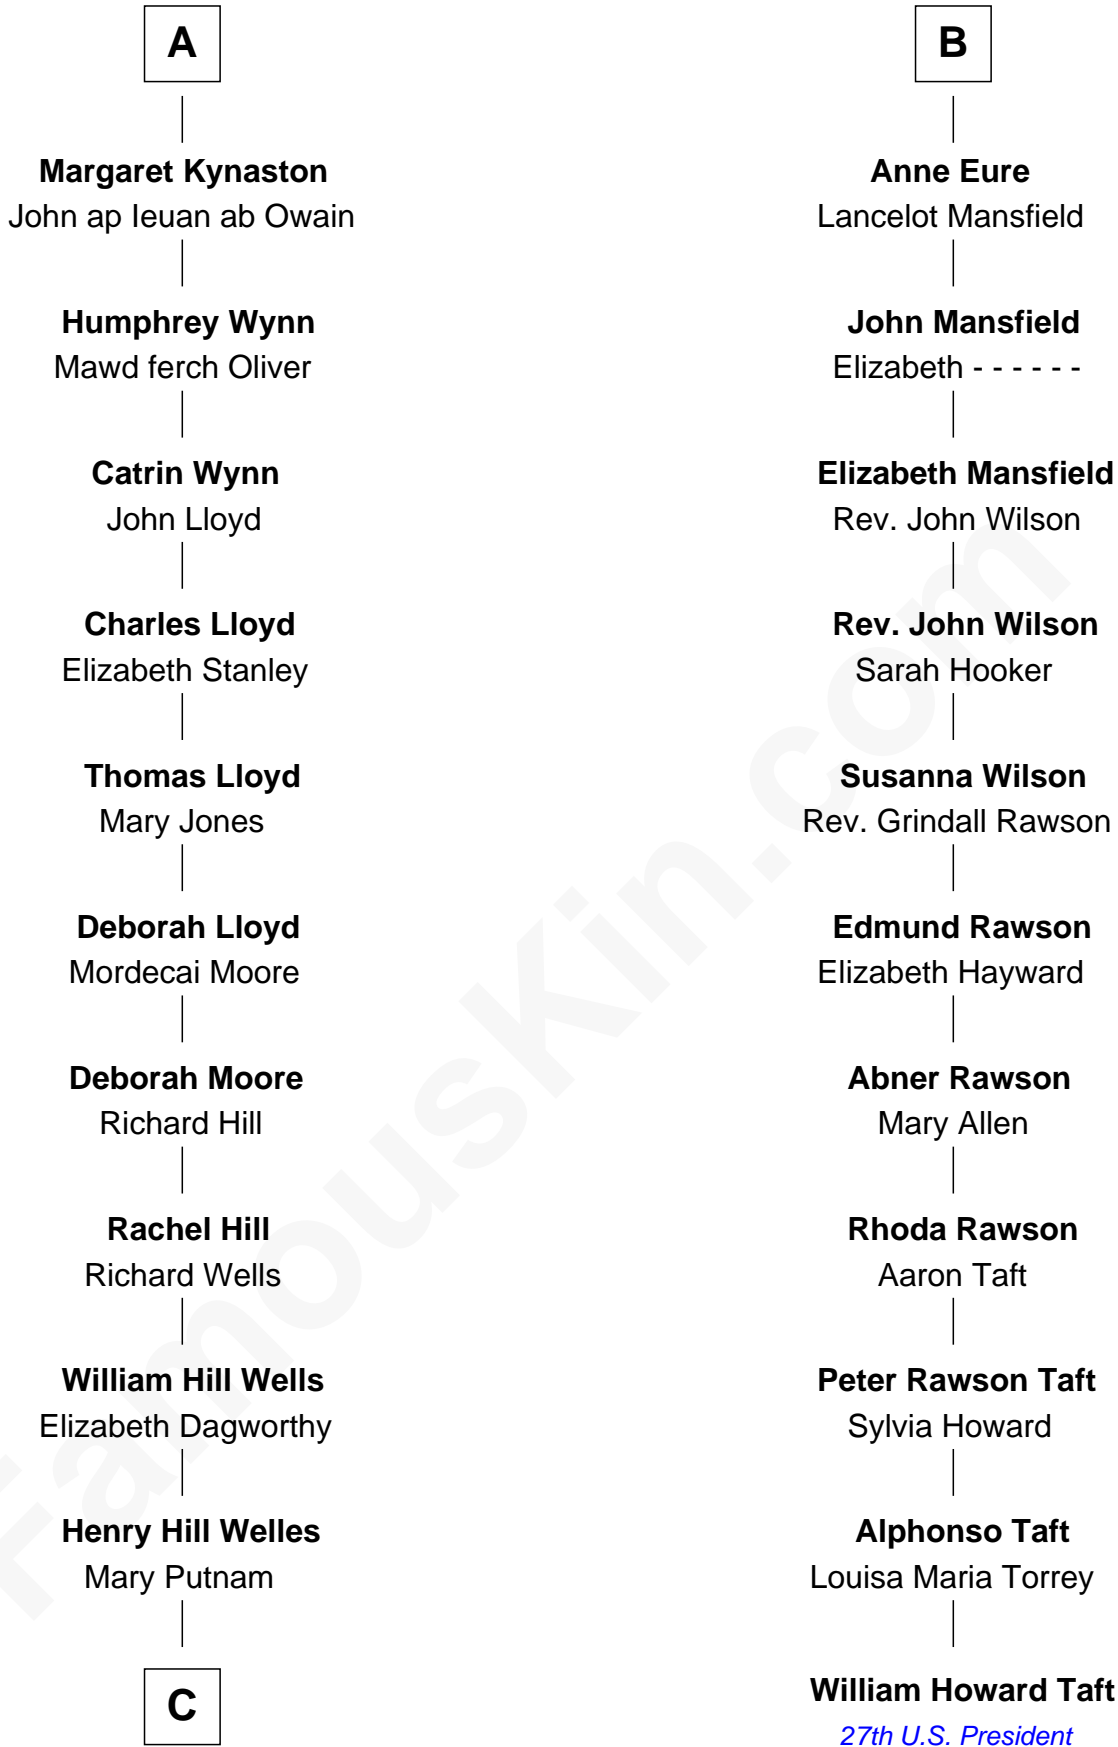 A
Margaret Kynaston
John ap Ieuan ab Owain
Humphrey Wynn
Mawd ferch Oliver
Catrin Wynn
John Lloyd
Charles Lloyd
Elizabeth Stanley
Thomas Lloyd
Mary Jones
Deborah Lloyd
Mordecai Moore
Deborah Moore
Richard Hill
Rachel Hill
Richard Wells
William Hill Wells
Elizabeth Dagworthy
Henry Hill Welles
Mary Putnam
C
B
Anne Eure
Lancelot Mansfield
John Mansfield
Elizabeth - - - - - -
Elizabeth Mansfield
Rev. John Wilson
Rev. John Wilson
Sarah Hooker
Susanna Wilson
Rev. Grindall Rawson
Edmund Rawson
Elizabeth Hayward
Abner Rawson
Mary Allen
Rhoda Rawson
Aaron Taft
Peter Rawson Taft
Sylvia Howard
Alphonso Taft
Louisa Maria Torrey
William Howard Taft
27th U.S. President
FamousKin.com